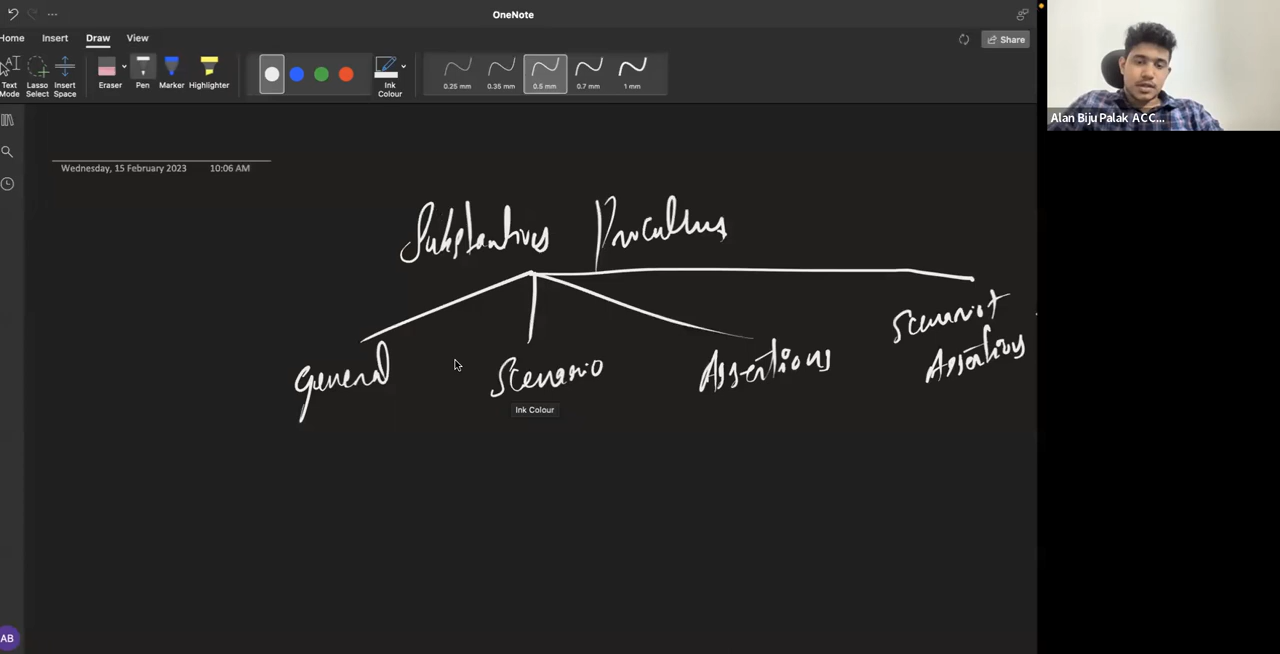 OneNote
Home Insert Draw View
Share
Text Mode
Lasso Select
Insert Space
Eraser
Pen
Marker
Highlighter
Ink Colour
0.25 mm
0.35 mm
0.5 mm
0.7 mm
1 mm
Alan Biju Palak ACC...
Wednesday, 15 February 2023 10:06 AM
Substantives
General
Scenario
Assertions
Scenario +
Assertions
Ink Colour
AB